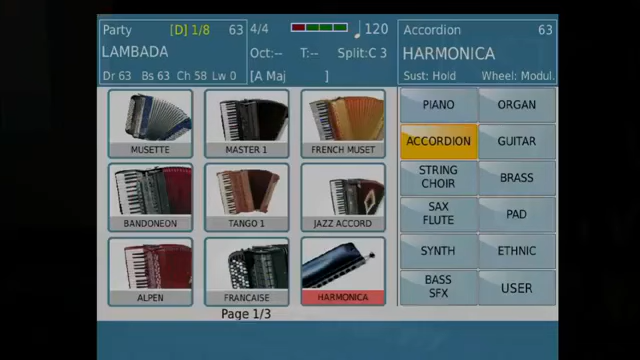 Party [D] 1/8 63 4/4 120 Accordion 63
LAMBADA Oct:-- T:-- Split:C 3 HARMONICA
Dr 63 Bs 63 Ch 58 Lw 0 [A Maj ] Sust: Hold Wheel: Modul.
MUSETTE MASTER 1 FRENCH MUSET
BANDONEON TANGO 1 JAZZ ACCORD
ALPEN FRANCAISE HARMONICA
Page 1/3
PIANO ORGAN
ACCORDION GUITAR
STRING
CHOIR BRASS
SAX
FLUTE PAD
SYNTH ETHNIC
BASS
SFX USER